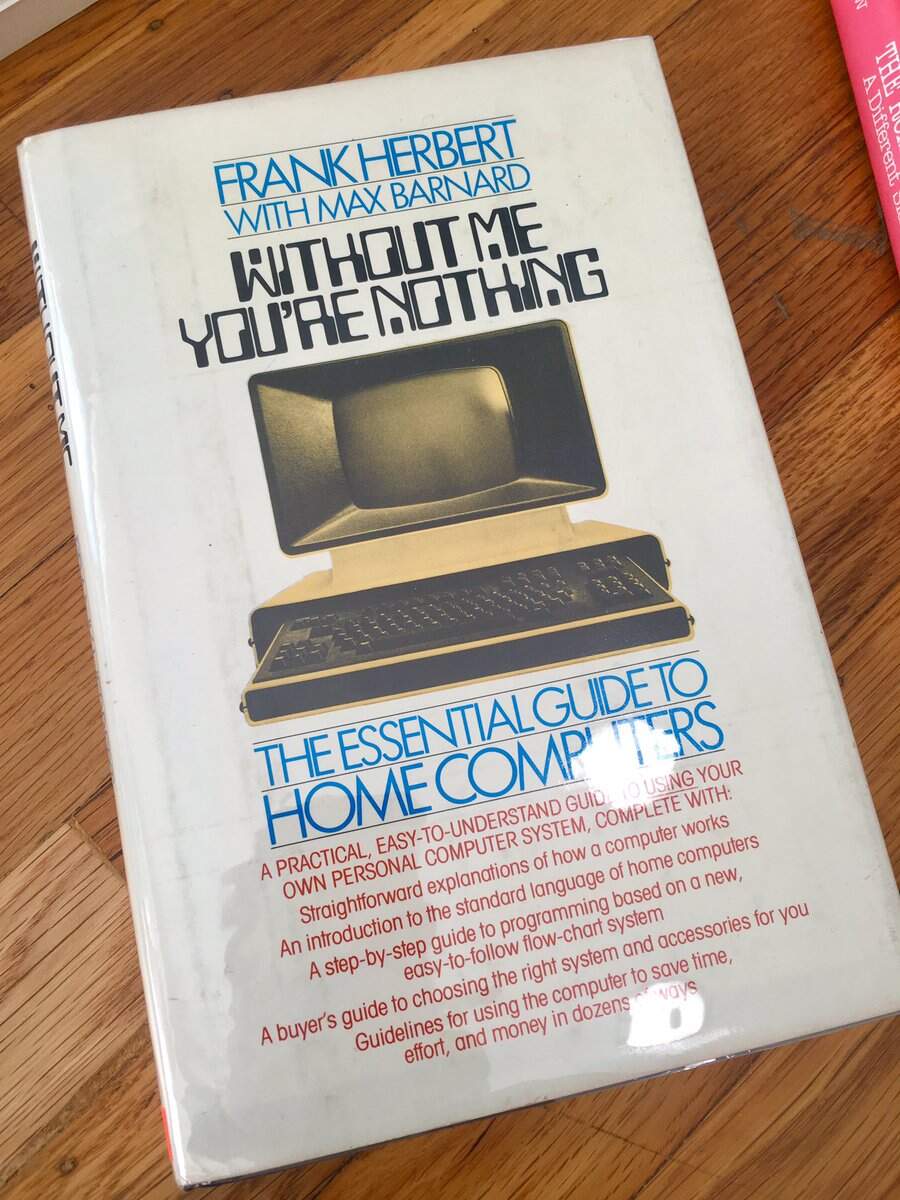 FRANK HERBERT
WITH MAX BARNARD
WITHOUT ME
YOU'RE NOTHING
THE ESSENTIAL GUIDE TO
HOME COMPUTERS
A PRACTICAL, EASY-TO-UNDERSTAND GUIDE TO USING YOUR
OWN PERSONAL COMPUTER SYSTEM, COMPLETE WITH:
Straightforward explanations of how a computer works
An introduction to the standard language of home computers
A step-by-step guide to programming based on a new,
easy-to-follow flow-chart system
A buyer's guide to choosing the right system and accessories for you
Guidelines for using the computer to save time,
effort, and money in dozens of ways
WITHOUT ME
THE
A Different